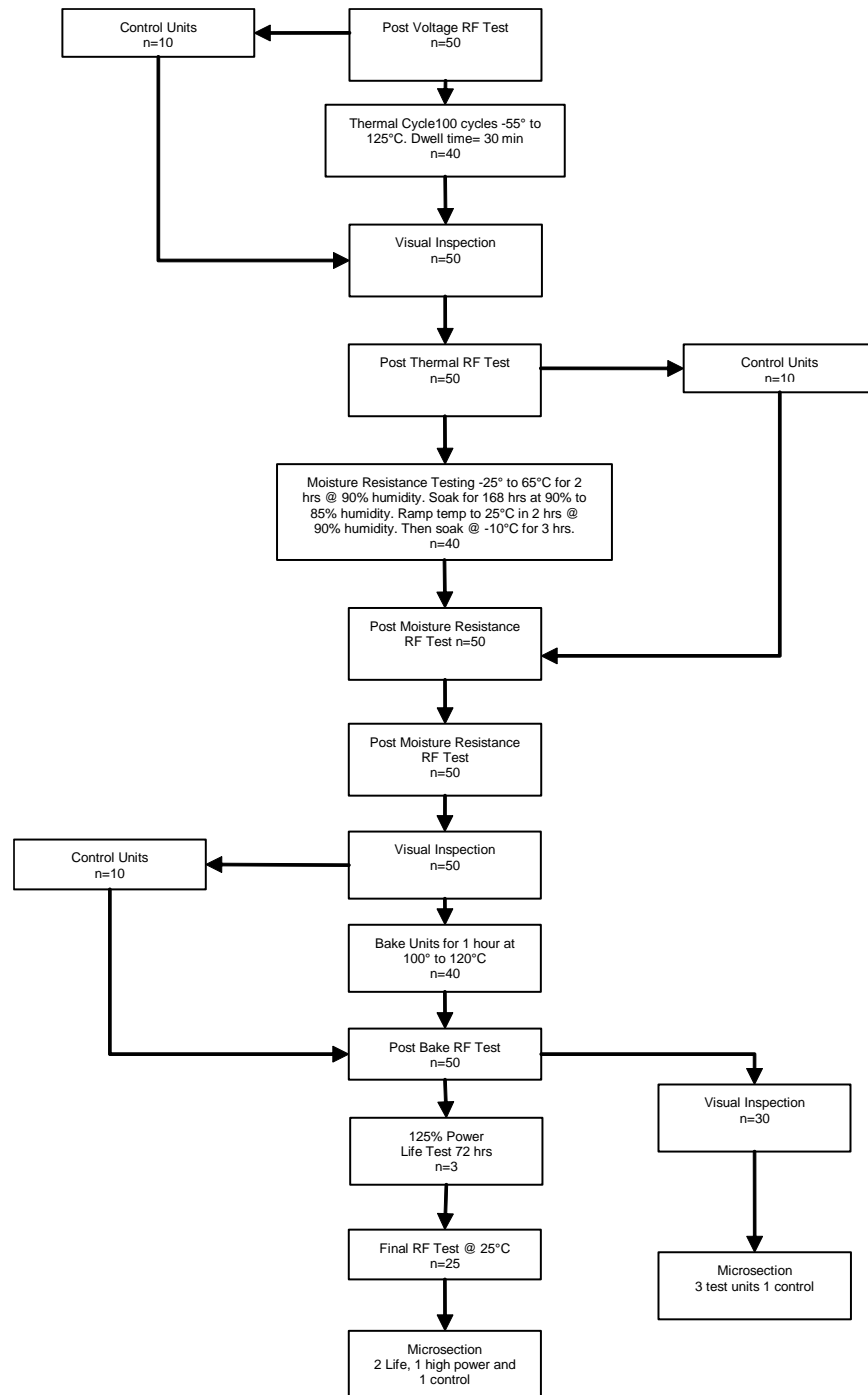 Control Units
n=10
Post Voltage RF Test
n=50
Thermal Cycle100 cycles -55° to
125°C. Dwell time= 30 min
n=40
Visual Inspection
n=50
Post Thermal RF Test
n=50
Control Units
n=10
Moisture Resistance Testing -25° to 65°C for 2
hrs @ 90% humidity. Soak for 168 hrs at 90% to
85% humidity. Ramp temp to 25°C in 2 hrs @
90% humidity. Then soak @ -10°C for 3 hrs.
n=40
Post Moisture Resistance
RF Test n=50
Post Moisture Resistance
RF Test
n=50
Visual Inspection
n=50
Control Units
n=10
Bake Units for 1 hour at
100° to 120°C
n=40
Post Bake RF Test
n=50
Visual Inspection
n=30
125% Power
Life Test 72 hrs
n=3
Final RF Test @ 25°C
n=25
Microsection
3 test units 1 control
Microsection
2 Life, 1 high power and
1 control